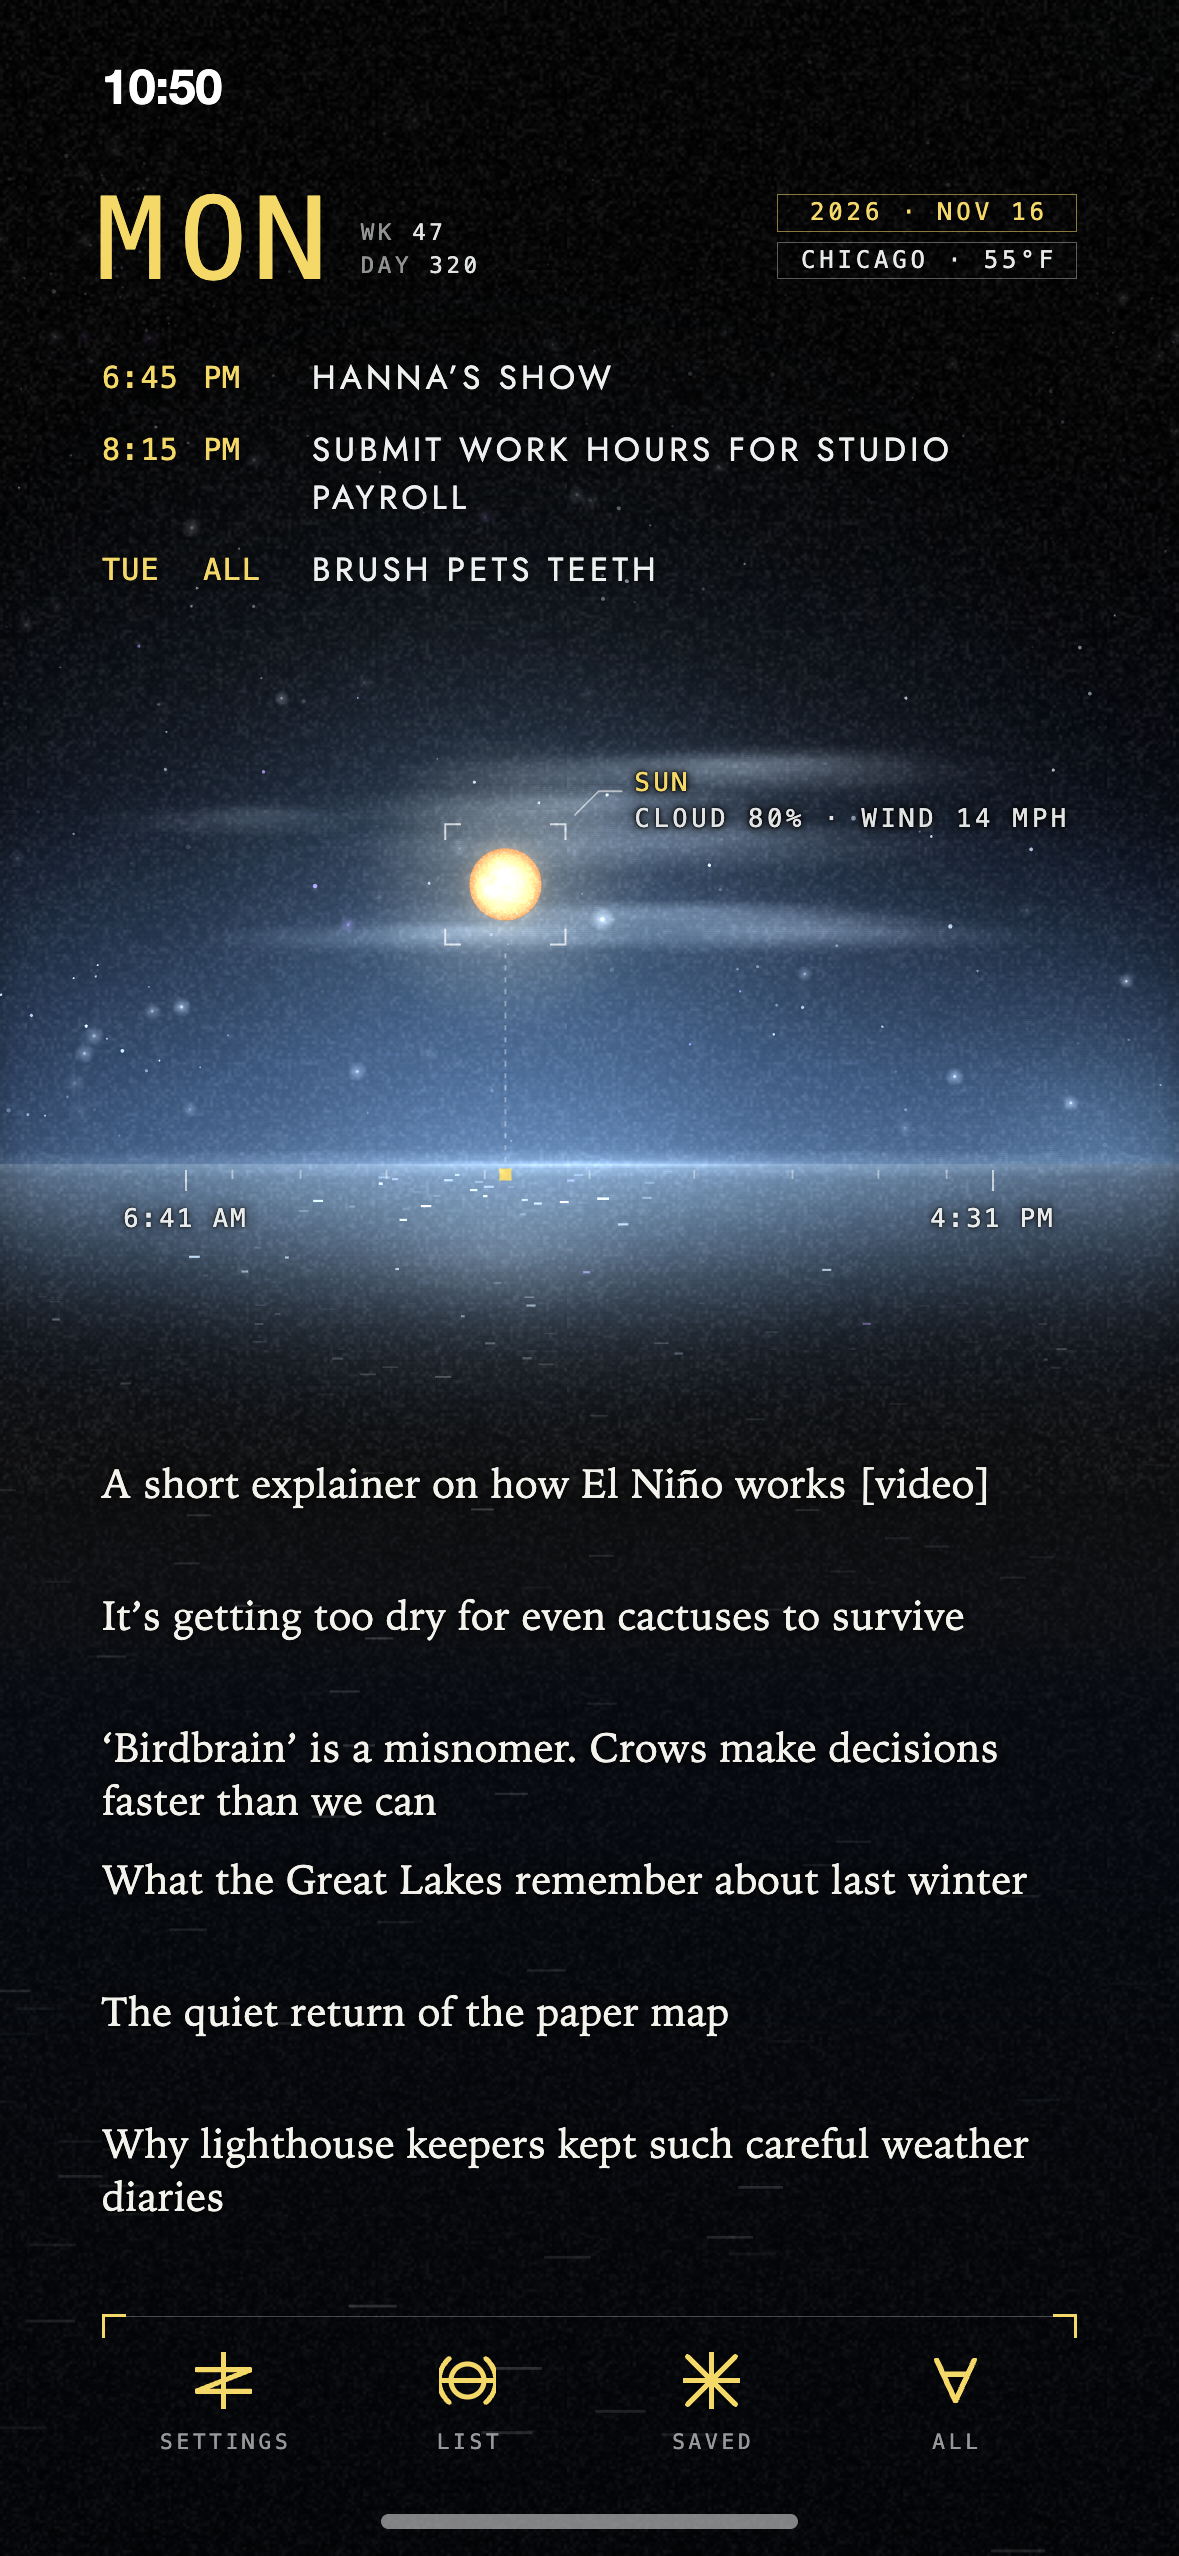 10:50
MON
WK 47
DAY 320
2026 · NOV 16
CHICAGO · 55°F
6:45 PM HANNA’S SHOW
8:15 PM SUBMIT WORK HOURS FOR STUDIO
PAYROLL
TUE ALL BRUSH PETS TEETH
SUN
CLOUD 80% · WIND 14 MPH
6:41 AM
4:31 PM
A short explainer on how El Niño works [video]
It’s getting too dry for even cactuses to survive
‘Birdbrain’ is a misnomer. Crows make decisions
faster than we can
What the Great Lakes remember about last winter
The quiet return of the paper map
Why lighthouse keepers kept such careful weather
diaries
SETTINGS
LIST
SAVED
ALL